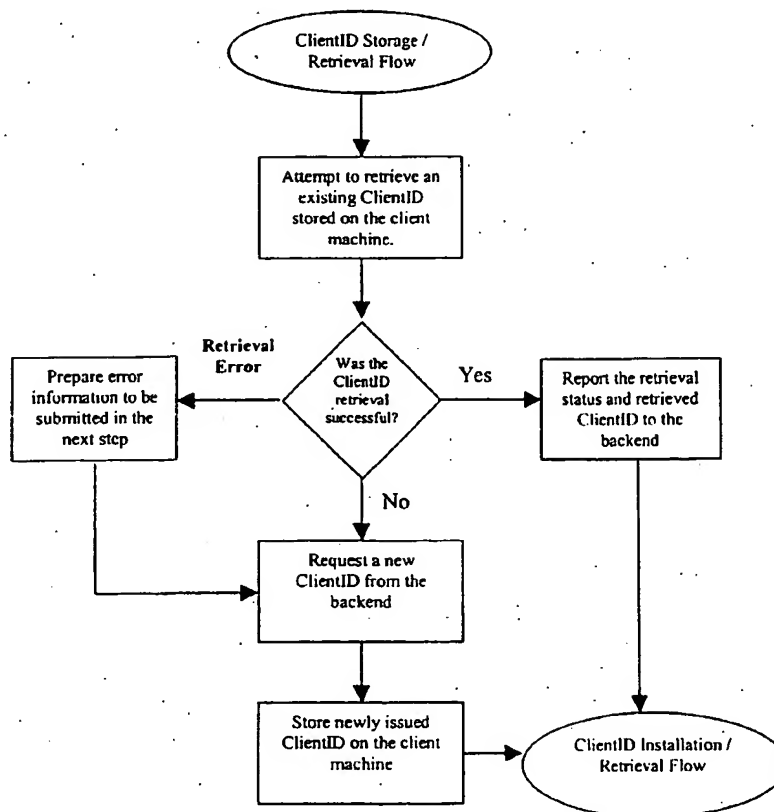 ClientID Storage /
Retrieval Flow
Attempt to retrieve an
existing ClientID
stored on the client
machine.
Retrieval
Error
Was the
ClientID
retrieval
successful?
Yes
Prepare error
information to be
submitted in the
next step
Report the retrieval
status and retrieved
ClientID to the
backend
No
Request a new
ClientID from the
backend
Store newly issued
ClientID on the client
machine
ClientID Installation /
Retrieval Flow